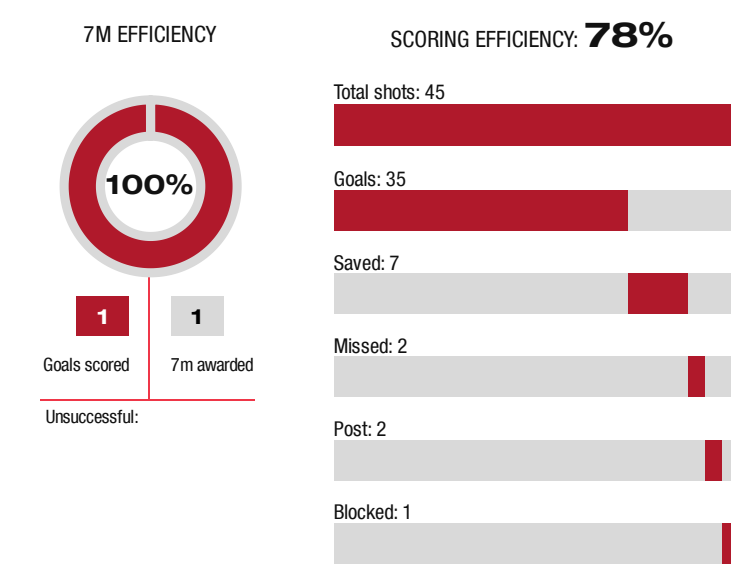 7M EFFICIENCY
100%
1
1
Goals scored
7m awarded
Unsuccessful:
SCORING EFFICIENCY: 78%
Total shots: 45
Goals: 35
Saved: 7
Missed: 2
Post: 2
Blocked: 1